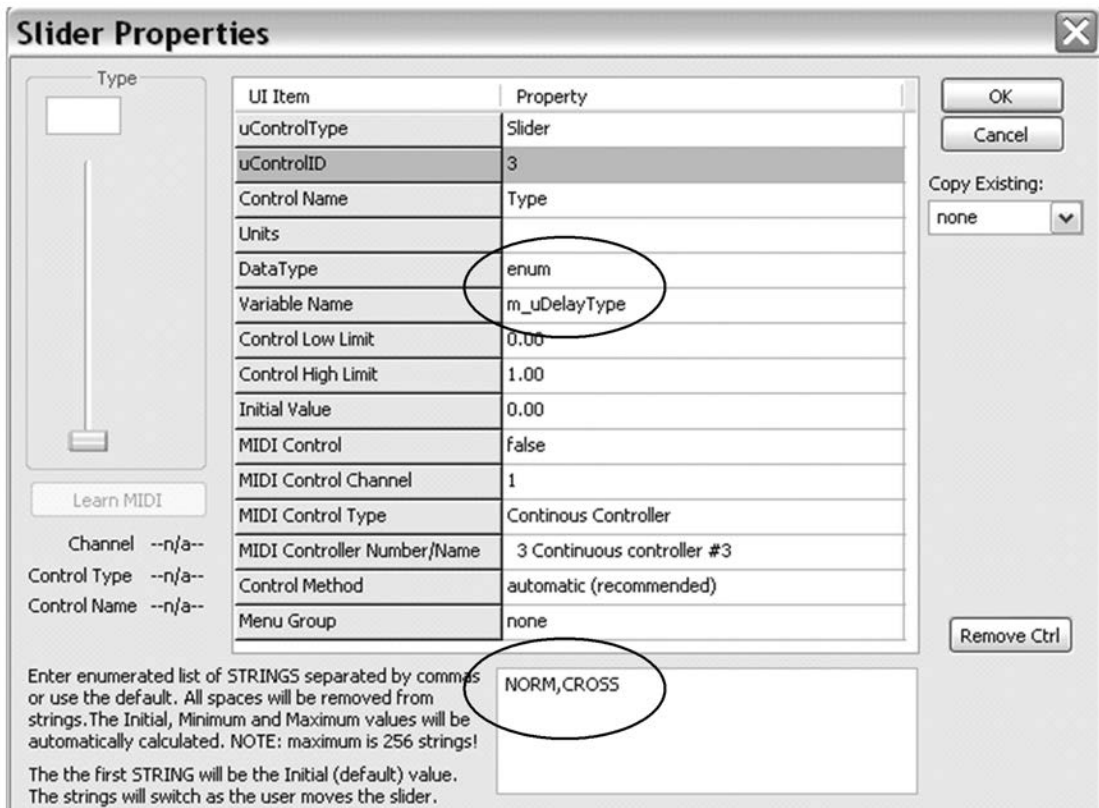 Slider Properties
Type
UI Item Property
uControlType Slider
uControlID 3
Control Name Type
Units
DataType enum
Variable Name m_uDelayType
Control Low Limit 0.00
Control High Limit 1.00
Initial Value 0.00
MIDI Control false
MIDI Control Channel 1
MIDI Control Type Continous Controller
MIDI Controller Number/Name 3 Continuous controller #3
Control Method automatic (recommended)
Menu Group none
OK
Cancel
Copy Existing:
none
Learn MIDI
Channel --n/a--
Control Type --n/a--
Control Name --n/a--
Remove Ctrl
Enter enumerated list of STRINGS separated by commas
or use the default. All spaces will be removed from
strings.The Initial, Minimum and Maximum values will be
automatically calculated. NOTE: maximum is 256 strings!
The the first STRING will be the Initial (default) value.
The strings will switch as the user moves the slider.
NORM,CROSS